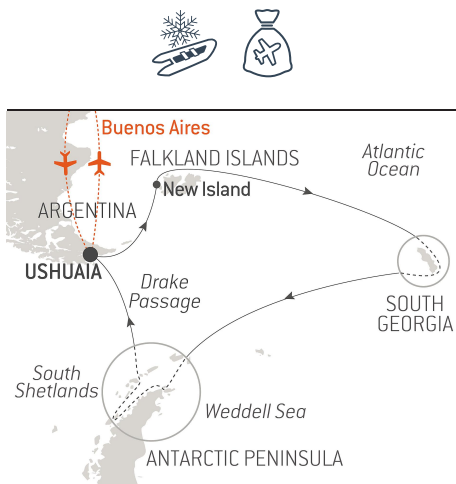 Buenos Aires
FALKLAND ISLANDS
Atlantic
Ocean
New Island
ARGENTINA
USHUAIA
Drake
Passage
SOUTH
GEORGIA
South
Shetlands
Weddell Sea
ANTARCTIC PENINSULA